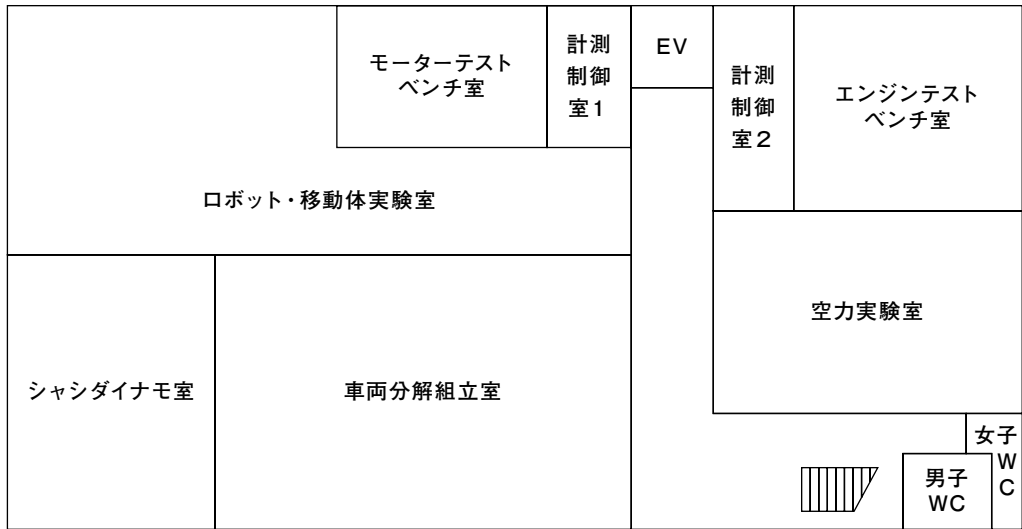 モーターテスト
ベンチ室
計測
制御
室1
EV
計測
制御
室2
エンジンテスト
ベンチ室
ロボット・移動体実験室
空力実験室
シャシダイナモ室
車両分解組立室
女子
WC
男子
WC